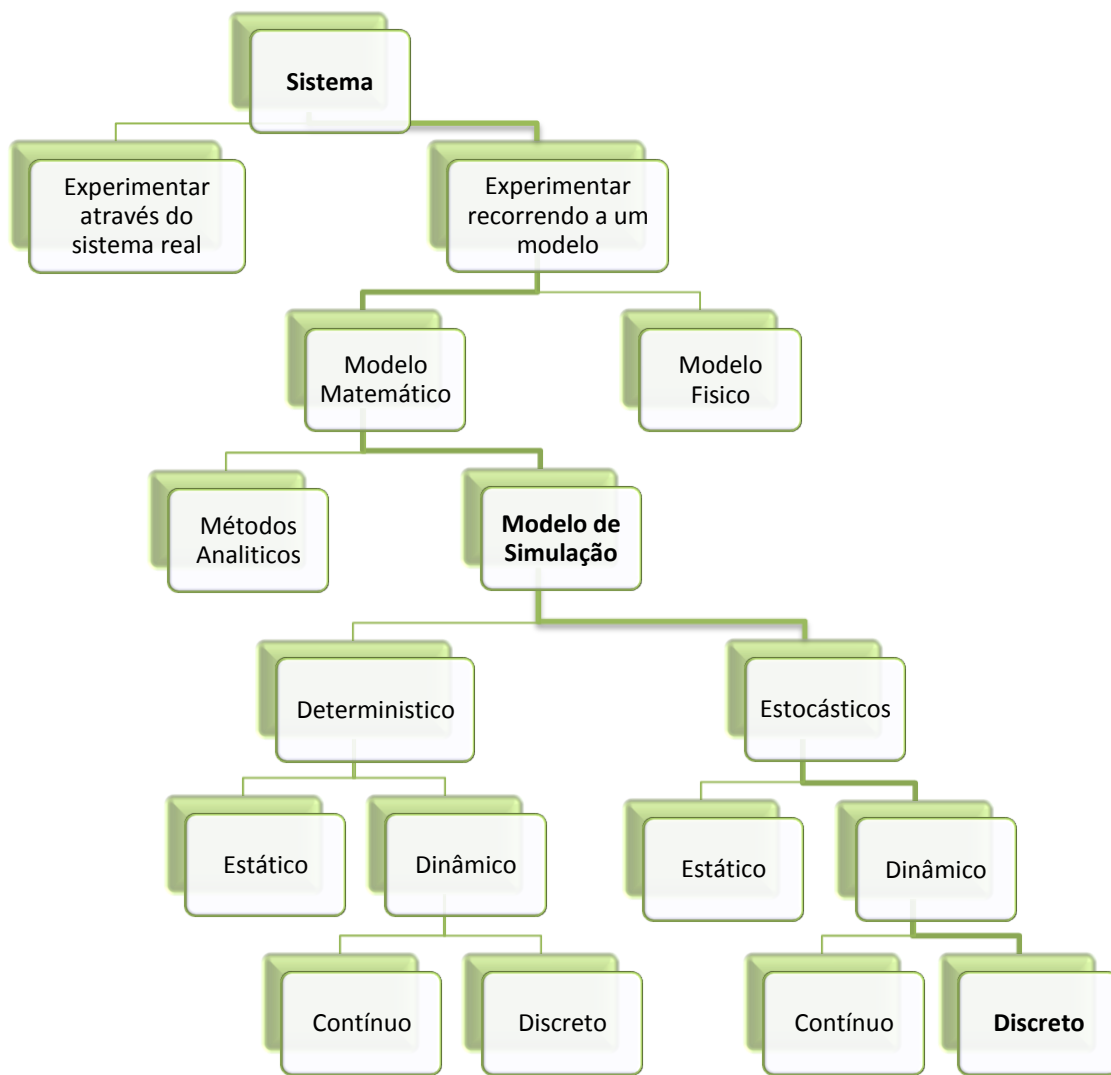 Sistema
Experimentar
através do
sistema real
Experimentar
recorrendo a um
modelo
Modelo
Matemático
Modelo
Fisico
Métodos
Analiticos
Modelo de
Simulação
Deterministico
Estocásticos
Estático
Dinâmico
Estático
Dinâmico
Contínuo
Discreto
Contínuo
Discreto